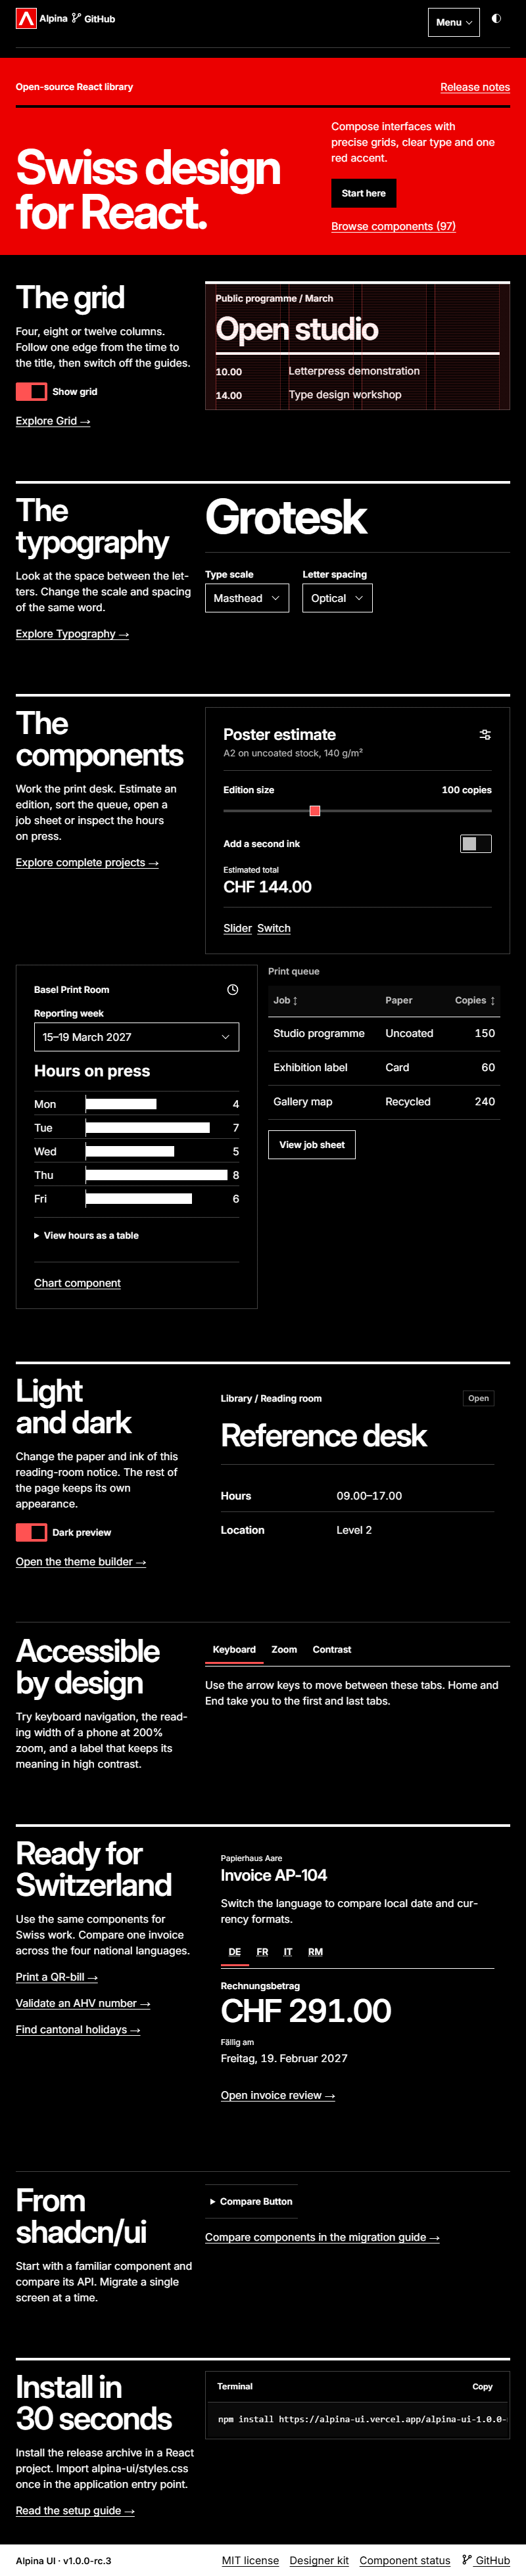 Alpina GitHub
Menu
Open-source React library
Release notes
Swiss design
for React.
Compose interfaces with
precise grids, clear type and one
red accent.
Start here
Browse components (97)
The grid
Four, eight or twelve columns.
Follow one edge from the time to
the title, then switch off the guides.
Show grid
Explore Grid →
Public programme / March
Open studio
10.00 Letterpress demonstration
14.00 Type design workshop
The
typography
Look at the space between the let-
ters. Change the scale and spacing
of the same word.
Explore Typography →
Grotesk
Type scale
Masthead
Letter spacing
Optical
The
components
Work the print desk. Estimate an
edition, sort the queue, open a
job sheet or inspect the hours
on press.
Explore complete projects →
Poster estimate
A2 on uncoated stock, 140 g/m²
Edition size 100 copies
Add a second ink
Estimated total
CHF 144.00
Slider Switch
Basel Print Room
Reporting week
15–19 March 2027
Hours on press
Mon 4
Tue 7
Wed 5
Thu 8
Fri 6
View hours as a table
Chart component
Print queue
Job ↕ Paper Copies ↕
Studio programme Uncoated 150
Exhibition label Card 60
Gallery map Recycled 240
View job sheet
Light
and dark
Change the paper and ink of this
reading-room notice. The rest of
the page keeps its own
appearance.
Dark preview
Open the theme builder →
Library / Reading room
Open
Reference desk
Hours 09.00–17.00
Location Level 2
Accessible
by design
Try keyboard navigation, the read-
ing width of a phone at 200%
zoom, and a label that keeps its
meaning in high contrast.
Keyboard Zoom Contrast
Use the arrow keys to move between these tabs. Home and
End take you to the first and last tabs.
Ready for
Switzerland
Use the same components for
Swiss work. Compare one invoice
across the four national languages.
Print a QR-bill →
Validate an AHV number →
Find cantonal holidays →
Papierhaus Aare
Invoice AP-104
Switch the language to compare local date and cur-
rency formats.
DE FR IT RM
Rechnungsbetrag
CHF 291.00
Fällig am
Freitag, 19. Februar 2027
Open invoice review →
From
shadcn/ui
Start with a familiar component and
compare its API. Migrate a single
screen at a time.
Compare Button
Compare components in the migration guide →
Install in
30 seconds
Install the release archive in a React
project. Import alpina-ui/styles.css
once in the application entry point.
Read the setup guide →
Terminal
Copy
npm install https://alpina-ui.vercel.app/alpina-ui-1.0.0-
Alpina UI · v1.0.0-rc.3
MIT license Designer kit Component status GitHub